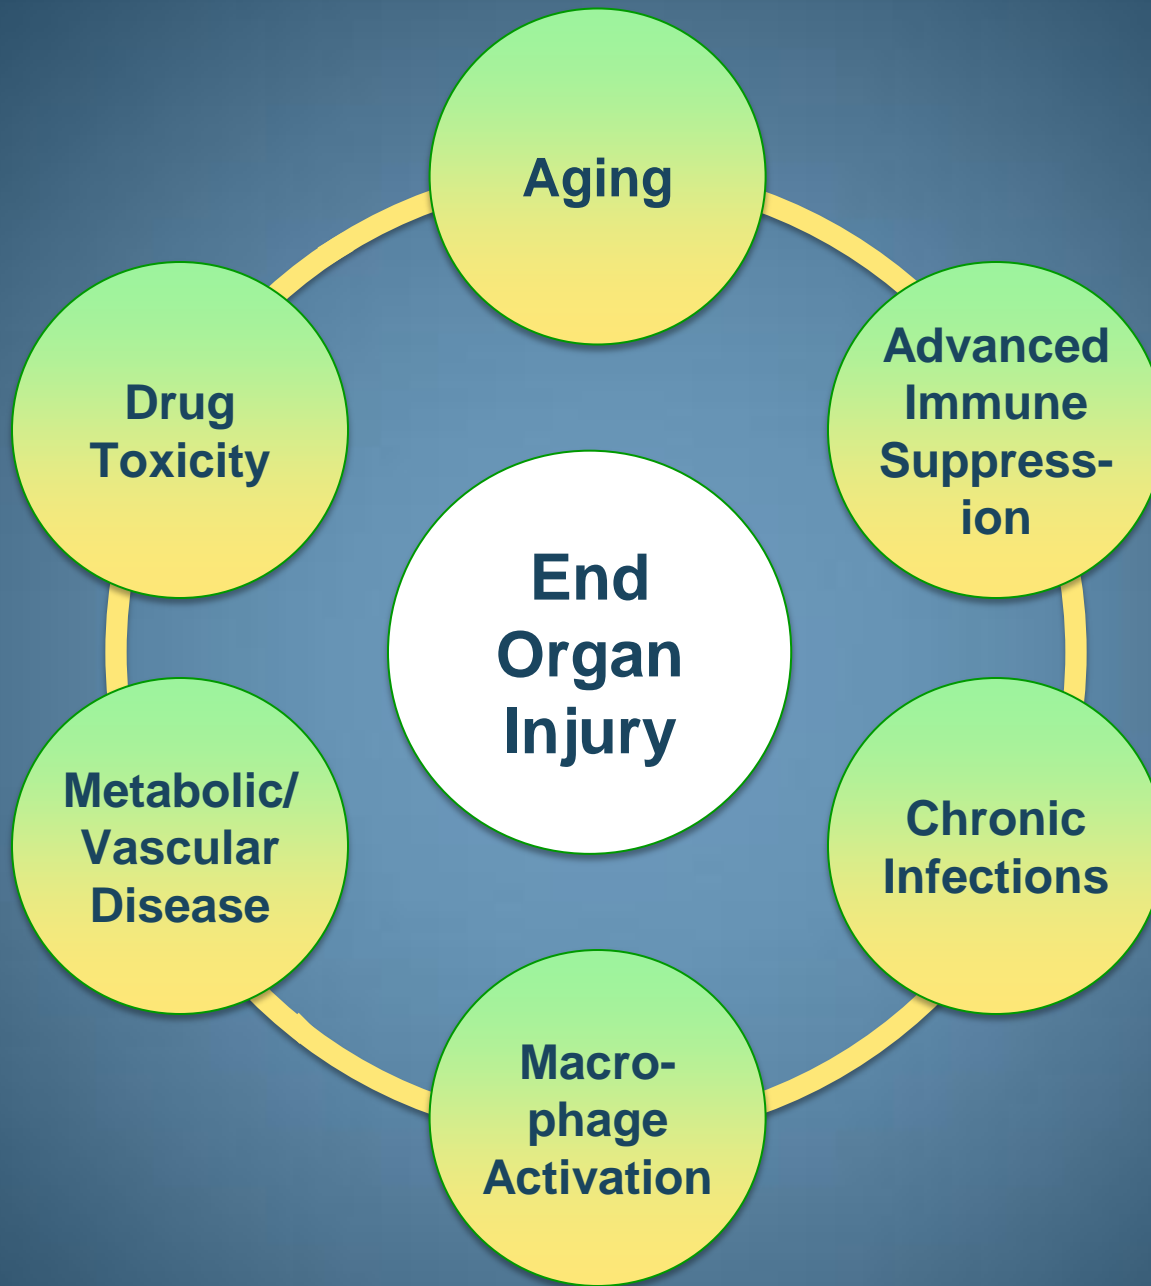 Aging
Advanced
Immune
Suppress-
ion
Chronic
Infections
Macro-
phage
Activation
Metabolic/
Vascular
Disease
Drug
Toxicity
End
Organ
Injury